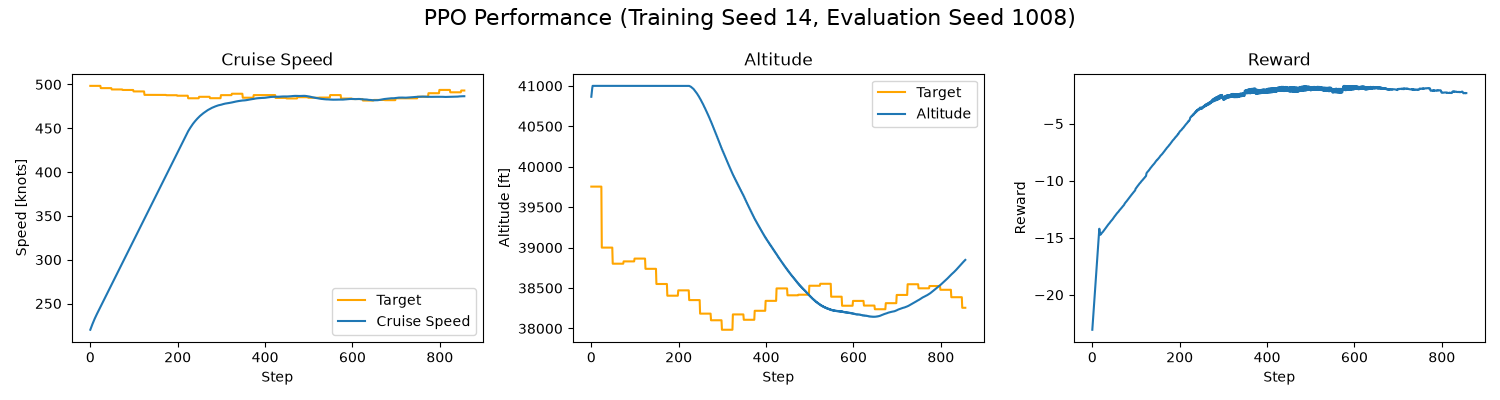 PPO Performance (Training Seed 14, Evaluation Seed 1008)
Cruise Speed
Speed [knots]
500
450
400
350
300
250
0 200 400 600 800
Step
Target
Cruise Speed
Altitude
Altitude [ft]
41000
40500
40000
39500
39000
38500
38000
0 200 400 600 800
Step
Target
Altitude
Reward
Reward
−5
−10
−15
−20
0 200 400 600 800
Step